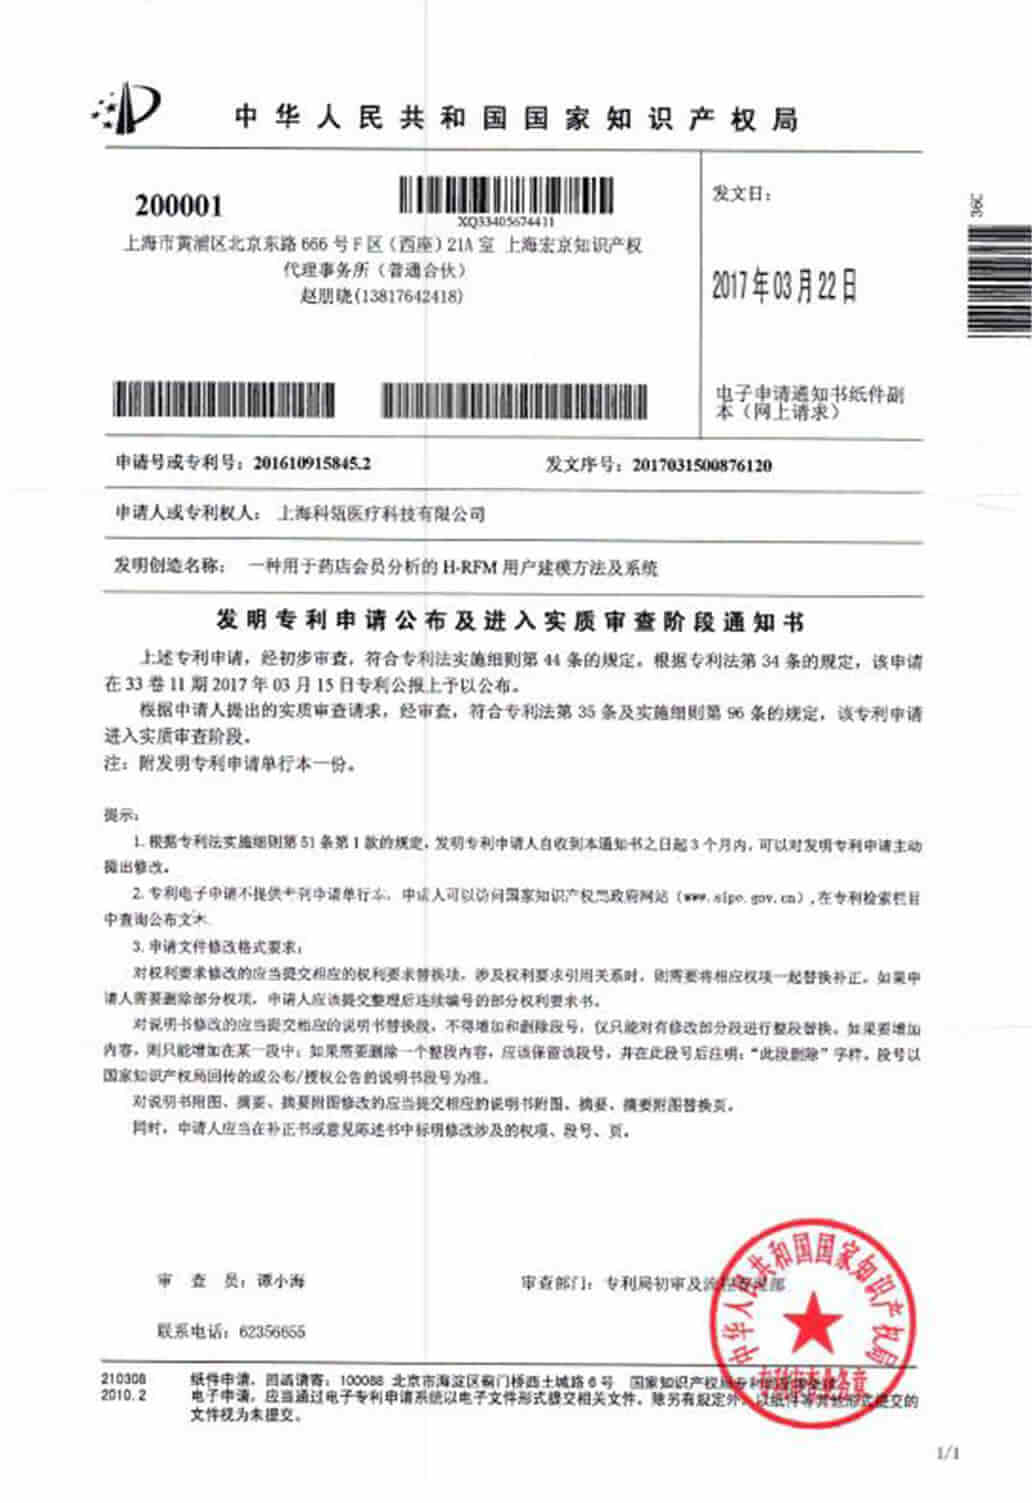 中华人民共和国国家知识产权局
200001
XQ33405674411
上海市黄浦区北京东路 666 号 F 区（西座）21A 室 上海宏京知识产权
代理事务所（普通合伙）
赵朋晓(13817642418)
发文日：
2017年03月22日
电子申请通知书纸件副
本（网上请求）
申请号或专利号：201610915845.2
发文序号：2017031500876120
申请人或专利权人： 上海科瓴医疗科技有限公司
发明创造名称： 一种用于药店会员分析的 H-RFM 用户建模方法及系统
发明专利申请公布及进入实质审查阶段通知书
上述专利申请，经初步审查，符合专利法实施细则第 44 条的规定。根据专利法第 34 条的规定，该申请
在 33 卷 11 期 2017 年 03 月 15 日专利公报上予以公布。
根据申请人提出的实质审查请求，经审查，符合专利法第 35 条及实施细则第 96 条的规定，该专利申请
进入实质审查阶段。
注：附发明专利申请单行本一份。
提示：
1. 根据专利法实施细则第 51 条第 1 款的规定，发明专利申请人自收到本通知书之日起 3 个月内，可以对发明专利申请主动
提出修改。
2. 专利电子申请不提供专利申请单行本，申请人可以访问国家知识产权局政府网站（www.sipo.gov.cn）,在专利检索栏目
中查询公布文本。
3. 申请文件修改格式要求：
对权利要求修改的应当提交相应的权利要求替换项，涉及权利要求引用关系时，则需要将相应权项一起替换补正。如果申
请人需要删除部分权项，申请人应该提交整理后连续编号的部分权利要求书。
对说明书修改的应当提交相应的说明书替换段，不得增加和删除段号，仅只能对有修改部分段进行整段替换。如果要增加
内容，则只能增加在某一段中；如果需要删除一个整段内容，应该保留该段号，并在此段号后注明：“此段删除”字样。段号以
国家知识产权局回传的或公布/授权公告的说明书段号为准。
对说明书附图、摘要、摘要附图修改的应当提交相应的说明书附图、摘要、摘要附图替换页。
同时，申请人应当在补正书或意见陈述书中标明修改涉及的权项、段号、页。
审 查 员：谭小海
审查部门：专利局初审及流程管理部
联系电话：62356655
中华人民共和国国家知识产权局
专利审查业务章
210308
2010.2
纸件申请，回函请寄：100088 北京市海淀区蓟门桥西土城路 6 号 国家知识产权局专利局受理处收
电子申请，应当通过电子专利申请系统以电子文件形式提交相关文件。除另有规定外，以纸件等其他形式提交的
文件视为未提交。
1/1